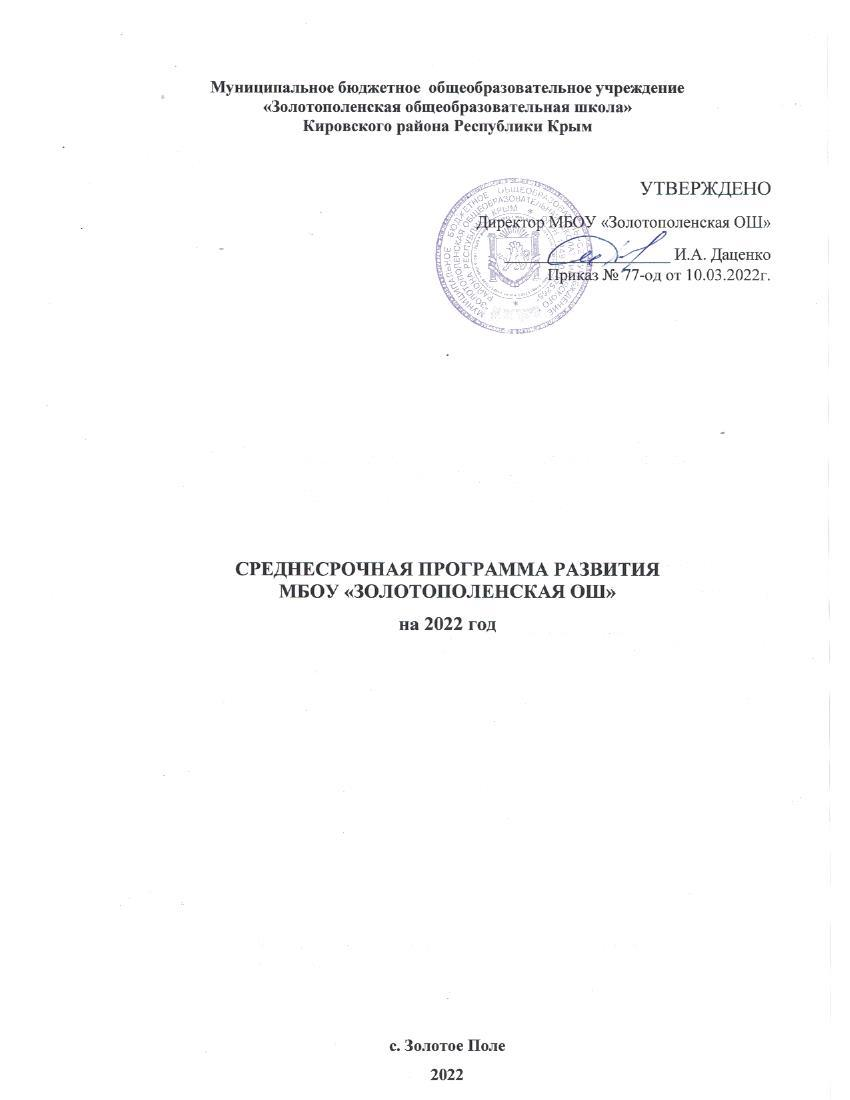 Муниципальное бюджетное общеобразовательное учреждение
«Золотополенская общеобразовательная школа»
Кировского района Республики Крым
УТВЕРЖДЕНО
Директор МБОУ «Золотополенская ОШ»
И.А. Даценко
Приказ № 77-од от 10.03.2022г.
СРЕДНЕСРОЧНАЯ ПРОГРАММА РАЗВИТИЯ
МБОУ «ЗОЛОТОПОЛЕНСКАЯ ОШ»
на 2022 год
с. Золотое Поле
2022